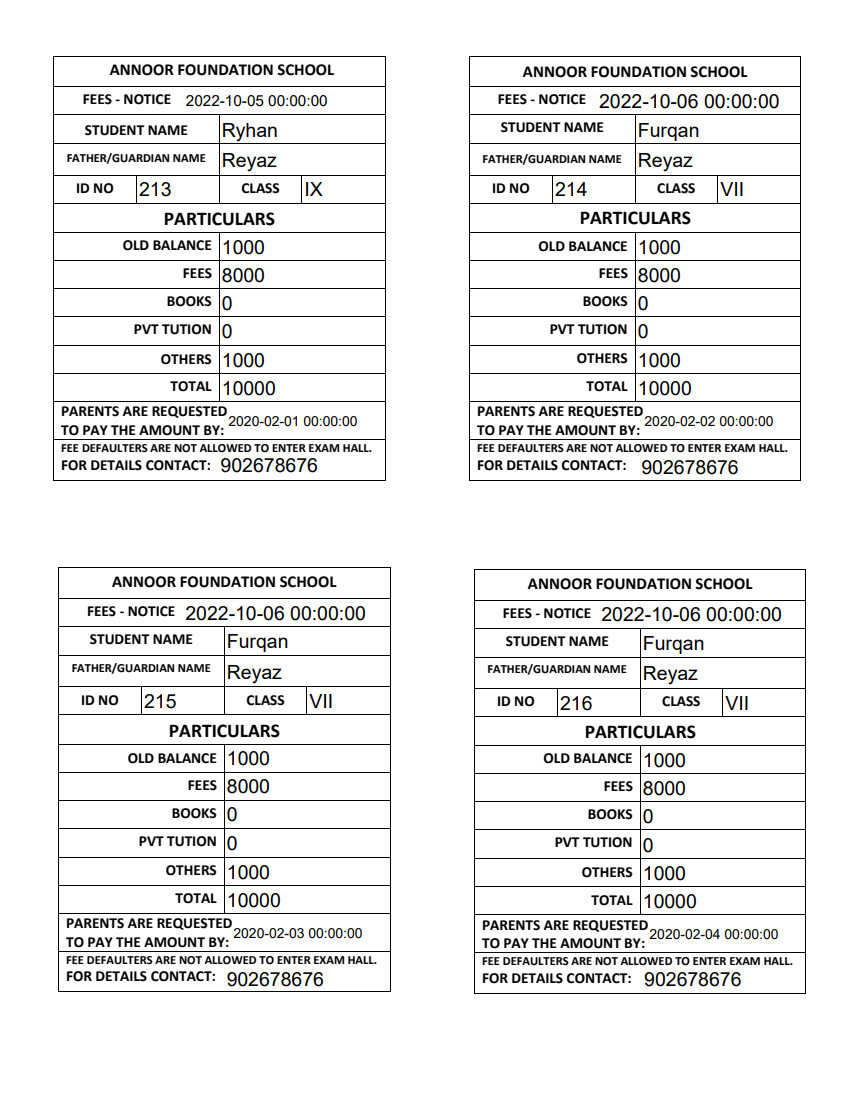 ANNOOR FOUNDATION SCHOOL
FEES - NOTICE 2022-10-05 00:00:00
STUDENT NAME Ryhan
FATHER/GUARDIAN NAME Reyaz
ID NO 213 CLASS IX
PARTICULARS
OLD BALANCE 1000
FEES 8000
BOOKS 0
PVT TUTION 0
OTHERS 1000
TOTAL 10000
PARENTS ARE REQUESTED
TO PAY THE AMOUNT BY: 2020-02-01 00:00:00
FEE DEFAULTERS ARE NOT ALLOWED TO ENTER EXAM HALL.
FOR DETAILS CONTACT: 902678676
ANNOOR FOUNDATION SCHOOL
FEES - NOTICE 2022-10-06 00:00:00
STUDENT NAME Furqan
FATHER/GUARDIAN NAME Reyaz
ID NO 214 CLASS VII
PARTICULARS
OLD BALANCE 1000
FEES 8000
BOOKS 0
PVT TUTION 0
OTHERS 1000
TOTAL 10000
PARENTS ARE REQUESTED
TO PAY THE AMOUNT BY: 2020-02-02 00:00:00
FEE DEFAULTERS ARE NOT ALLOWED TO ENTER EXAM HALL.
FOR DETAILS CONTACT: 902678676
ANNOOR FOUNDATION SCHOOL
FEES - NOTICE 2022-10-06 00:00:00
STUDENT NAME Furqan
FATHER/GUARDIAN NAME Reyaz
ID NO 215 CLASS VII
PARTICULARS
OLD BALANCE 1000
FEES 8000
BOOKS 0
PVT TUTION 0
OTHERS 1000
TOTAL 10000
PARENTS ARE REQUESTED
TO PAY THE AMOUNT BY: 2020-02-03 00:00:00
FEE DEFAULTERS ARE NOT ALLOWED TO ENTER EXAM HALL.
FOR DETAILS CONTACT: 902678676
ANNOOR FOUNDATION SCHOOL
FEES - NOTICE 2022-10-06 00:00:00
STUDENT NAME Furqan
FATHER/GUARDIAN NAME Reyaz
ID NO 216 CLASS VII
PARTICULARS
OLD BALANCE 1000
FEES 8000
BOOKS 0
PVT TUTION 0
OTHERS 1000
TOTAL 10000
PARENTS ARE REQUESTED
TO PAY THE AMOUNT BY: 2020-02-04 00:00:00
FEE DEFAULTERS ARE NOT ALLOWED TO ENTER EXAM HALL.
FOR DETAILS CONTACT: 902678676